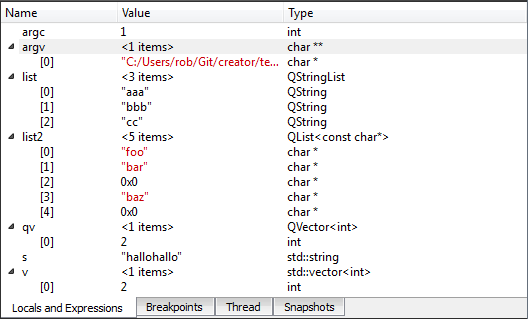 Name Value Type
argc 1 int
argv <1 items> char **
[0] "C:/Users/rob/Git/creator/te... char *
list <3 items> QStringList
[0] "aaa" QString
[1] "bbb" QString
[2] "cc" QString
list2 <5 items> QList<const char*>
[0] "foo" char *
[1] "bar" char *
[2] 0x0 char *
[3] "baz" char *
[4] 0x0 char *
qv <1 items> QVector<int>
[0] 2 int
s "hallohallo" std::string
v <1 items> std::vector<int>
[0] 2 int
Locals and Expressions Breakpoints Thread Snapshots